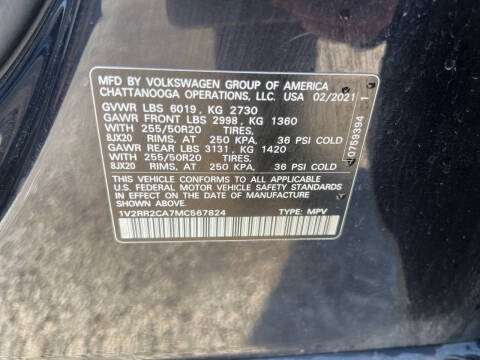 MFD BY VOLKSWAGEN GROUP OF AMERICA
CHATTANOOGA OPERATIONS, LLC. USA 02/2021
GVWR LBS 6019, KG 2730
GAWR FRONT LBS 2998, KG 1360
WITH 255/50R20 TIRES,
8JX20 RIMS, AT 250 KPA, 36 PSI COLD
GAWR REAR LBS 3131, KG 1420
WITH 255/50R20 TIRES,
8JX20 RIMS, AT 250 KPA, 36 PSI COLD
THIS VEHICLE CONFORMS TO ALL APPLICABLE
U.S. FEDERAL MOTOR VEHICLE SAFETY STANDARDS
IN EFFECT ON THE DATE OF MANUFACTURE
SHOWN ABOVE.
1V2RR2CA7MC567824 TYPE: MPV